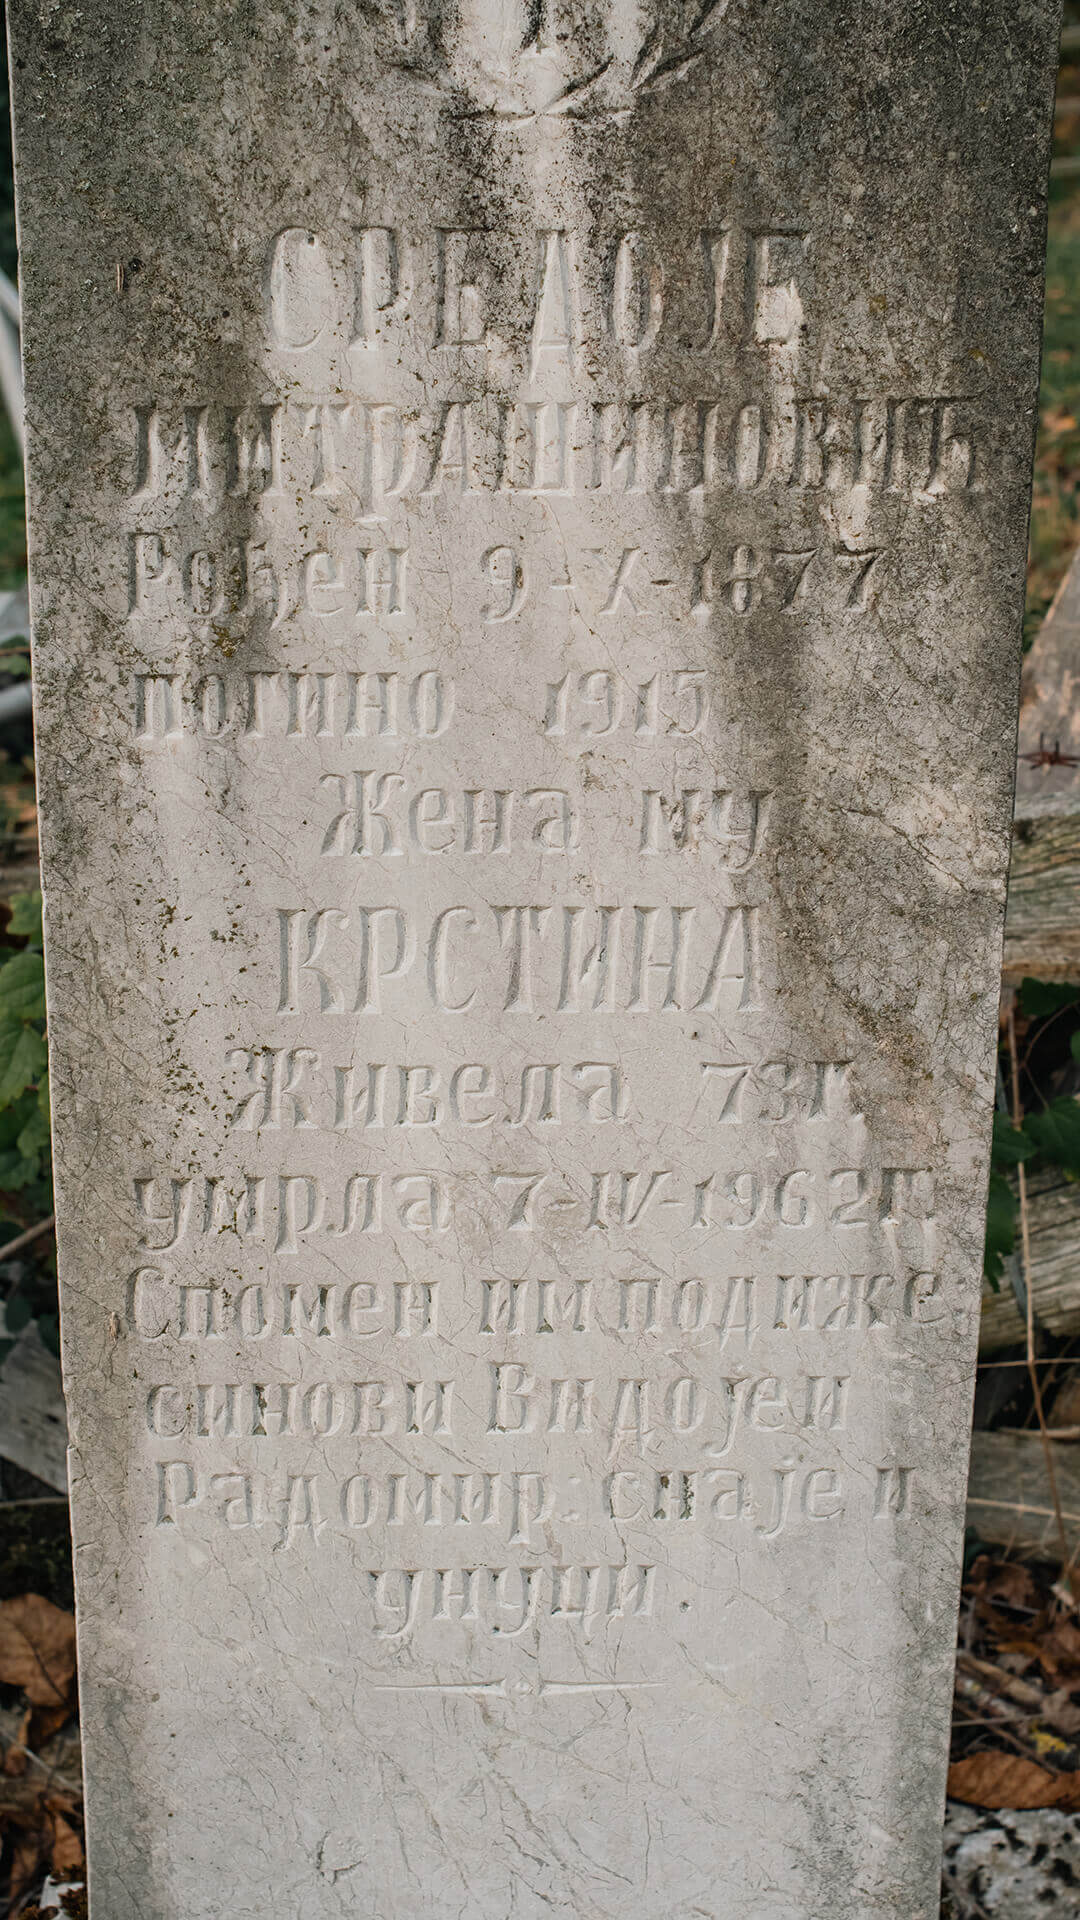 СРЕДОЈЕ
МИТРАШИНОВИЋ
Рођен 9-X-1877
погино 1915
Жена му
КРСТИНА
Живела 73г.
умрла 7-IV-1962г.
Спомен им подиже
синови Видоје и
Радомир: снаје и
унуци.